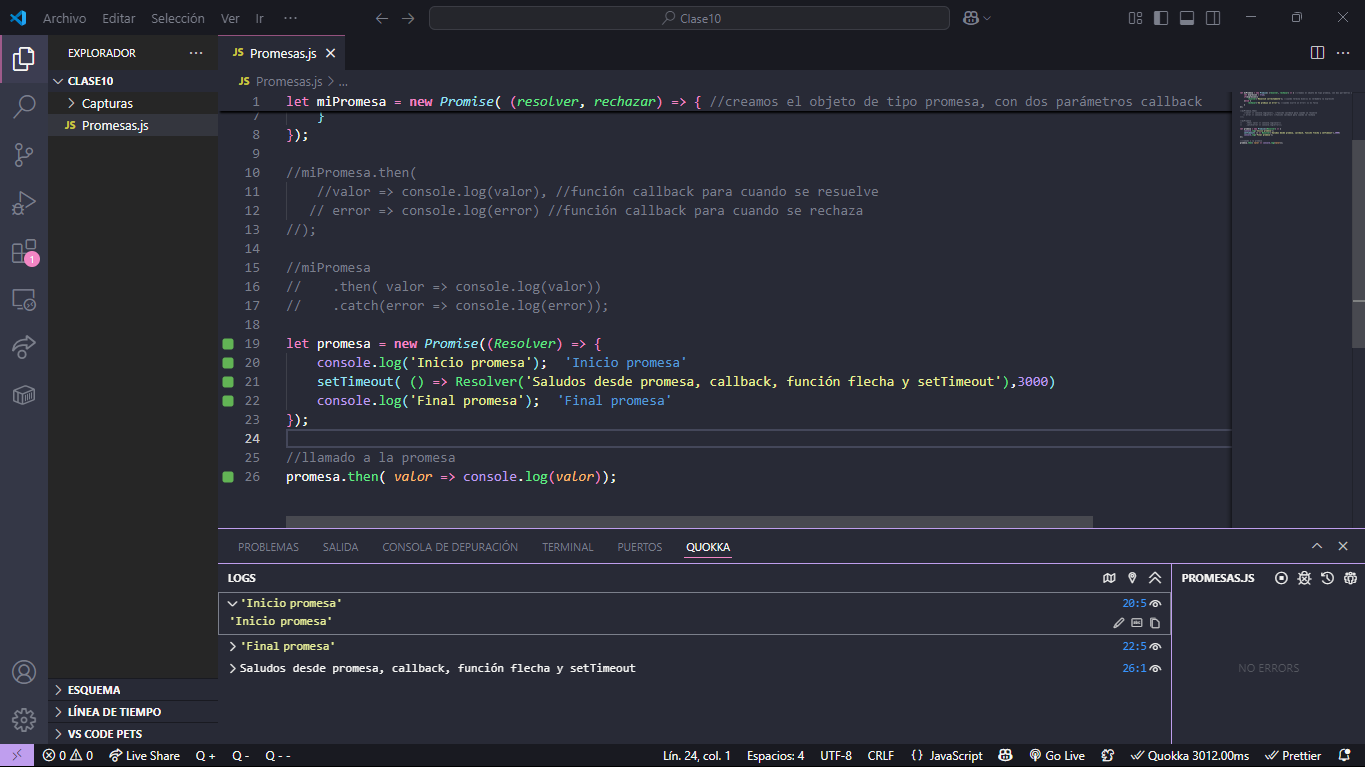 Archivo Editar Selección Ver Ir ··· Clase10
EXPLORADOR ···
CLASE10
Capturas
JS Promesas.js
ESQUEMA
LÍNEA DE TIEMPO
VS CODE PETS
1
JS Promesas.js
JS Promesas.js > ...
1 let miPromesa = new Promise( (resolver, rechazar) => { //creamos el objeto de tipo promesa, con dos parámetros callback
7 }
8 });
9
10 //miPromesa.then(
11 //valor => console.log(valor), //función callback para cuando se resuelve
12 // error => console.log(error) //función callback para cuando se rechaza
13 //);
14
15 //miPromesa
16 // .then( valor => console.log(valor))
17 // .catch(error => console.log(error));
18
19 let promesa = new Promise((Resolver) => {
20 console.log('Inicio promesa'); 'Inicio promesa'
21 setTimeout( () => Resolver('Saludos desde promesa, callback, función flecha y setTimeout'),3000)
22 console.log('Final promesa'); 'Final promesa'
23 });
24
25 //llamado a la promesa
26 promesa.then( valor => console.log(valor));
PROBLEMAS SALIDA CONSOLA DE DEPURACIÓN TERMINAL PUERTOS QUOKKA
LOGS
'Inicio promesa' 20:5
'Inicio promesa'
'Final promesa' 22:5
Saludos desde promesa, callback, función flecha y setTimeout 26:1
PROMESAS.JS
NO ERRORS
0 0 Live Share Q + Q - Q - - Lín. 24, col. 1 Espacios: 4 UTF-8 CRLF {} JavaScript Go Live Quokka 3012.00ms Prettier